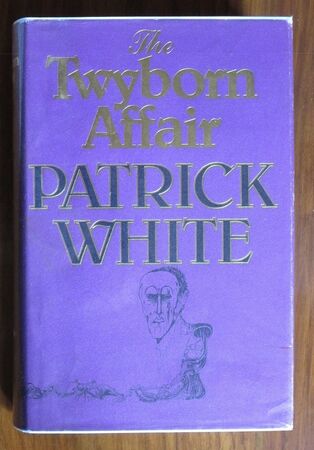 The
Twyborn
Affair
PATRICK
WHITE